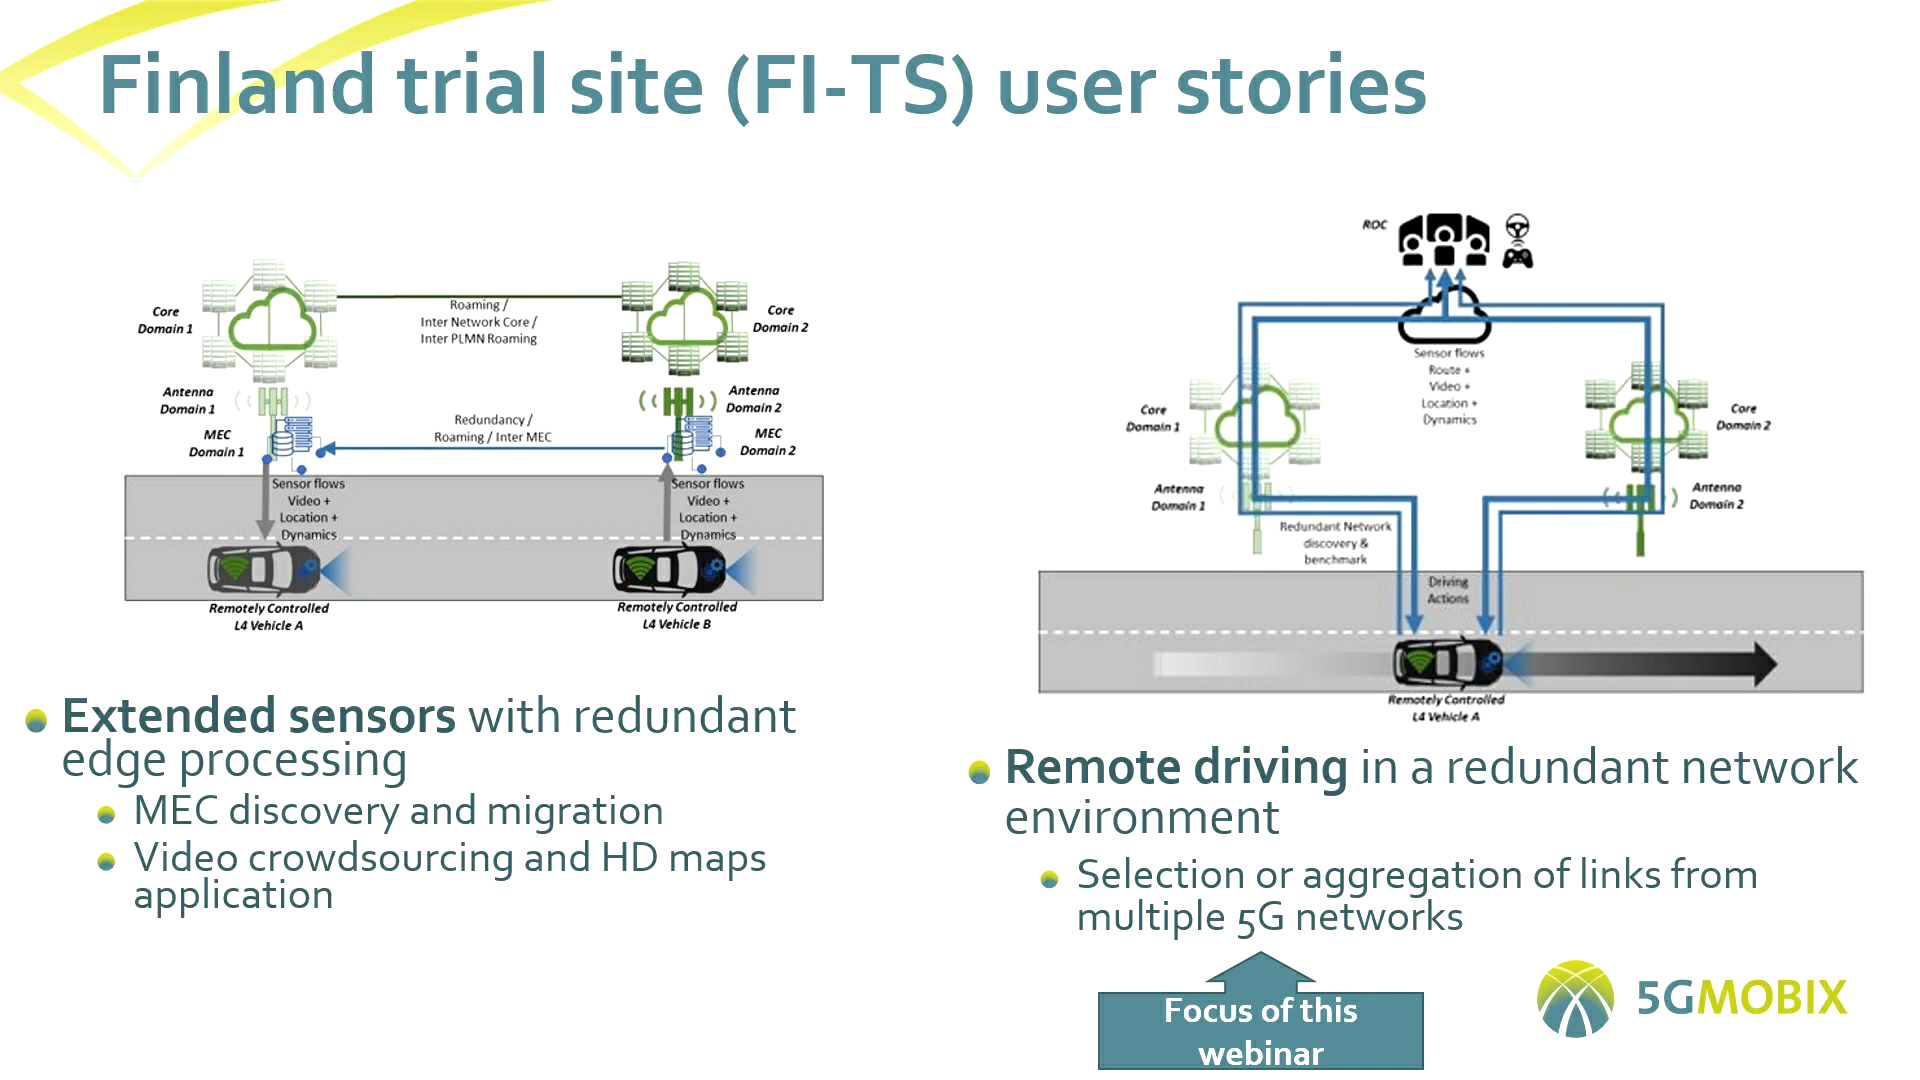 Finland trial site (FI-TS) user stories
Core
Domain 1
Roaming /
Inter Network Core /
Inter PLMN Roaming
Core
Domain 2
Antenna
Domain 1
Antenna
Domain 2
MEC
Domain 1
Redundancy /
Roaming / Inter MEC
MEC
Domain 2
Sensor flows
Video +
Location +
Dynamics
Sensor flows
Video +
Location +
Dynamics
Remotely Controlled
L4 Vehicle A
Remotely Controlled
L4 Vehicle B
Extended sensors with redundant
edge processing
MEC discovery and migration
Video crowdsourcing and HD maps
application
ROC
Sensor flows
Route +
Video +
Location +
Dynamics
Core
Domain 1
Core
Domain 2
Antenna
Domain 1
Antenna
Domain 2
Redundant Network
discovery &
benchmark
Driving
Actions
Remotely Controlled
L4 Vehicle A
Remote driving in a redundant network
environment
Selection or aggregation of links from
multiple 5G networks
Focus of this
webinar
5GMOBIX